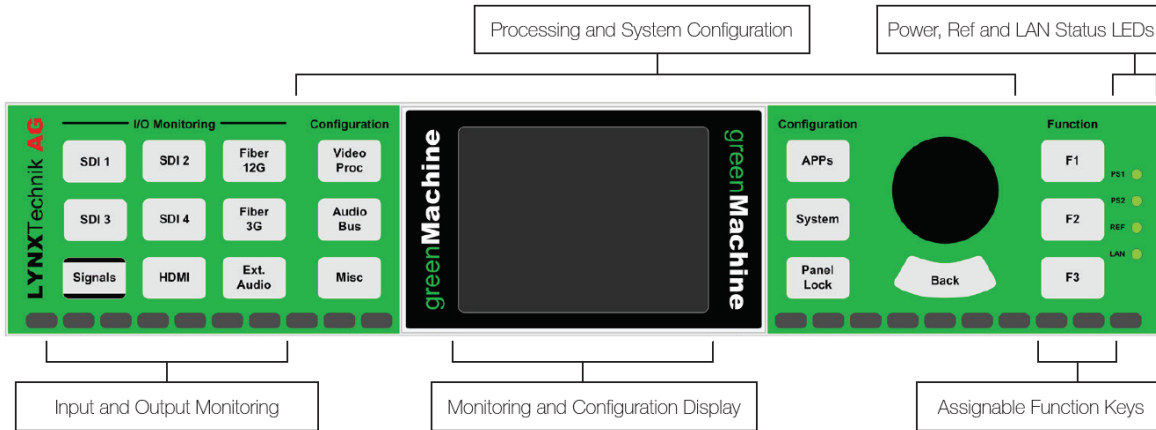 Processing and System Configuration
Power, Ref and LAN Status LEDs
LYNXTechnik AG
I/O Monitoring
Configuration
SDI 1
SDI 2
Fiber
12G
Video
Proc
SDI 3
SDI 4
Fiber
3G
Audio
Bus
Signals
HDMI
Ext.
Audio
Misc
greenMachine
greenMachine
Configuration
Function
APPs
F1
System
F2
Panel
Lock
Back
F3
PS1
PS2
REF
LAN
Input and Output Monitoring
Monitoring and Configuration Display
Assignable Function Keys